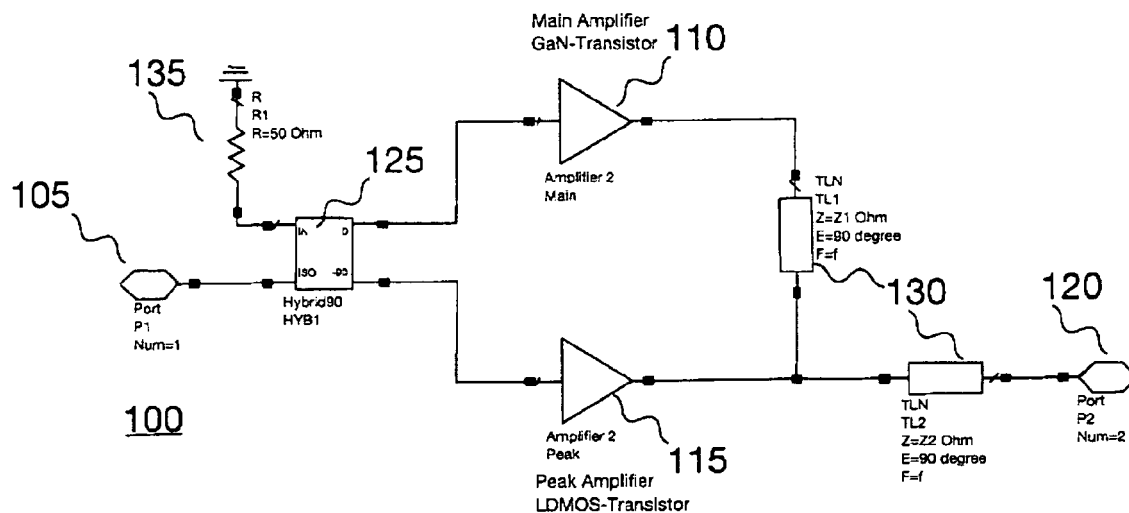 Main Amplifier
GaN-Transistor
110
135
R
R1
R=50 Ohm
125
105
Amplifier 2
Main
TLN
TL1
Z=Z1 Ohm
E=90 degree
F=f
IN
0
ISO
-90
130
120
Hybrid90
HYB1
Port
P1
Num=1
100
Amplifier 2
Peak
115
Peak Amplifier
LDMOS-Transistor
TLN
TL2
Z=Z2 Ohm
E=90 degree
F=f
Port
P2
Num=2